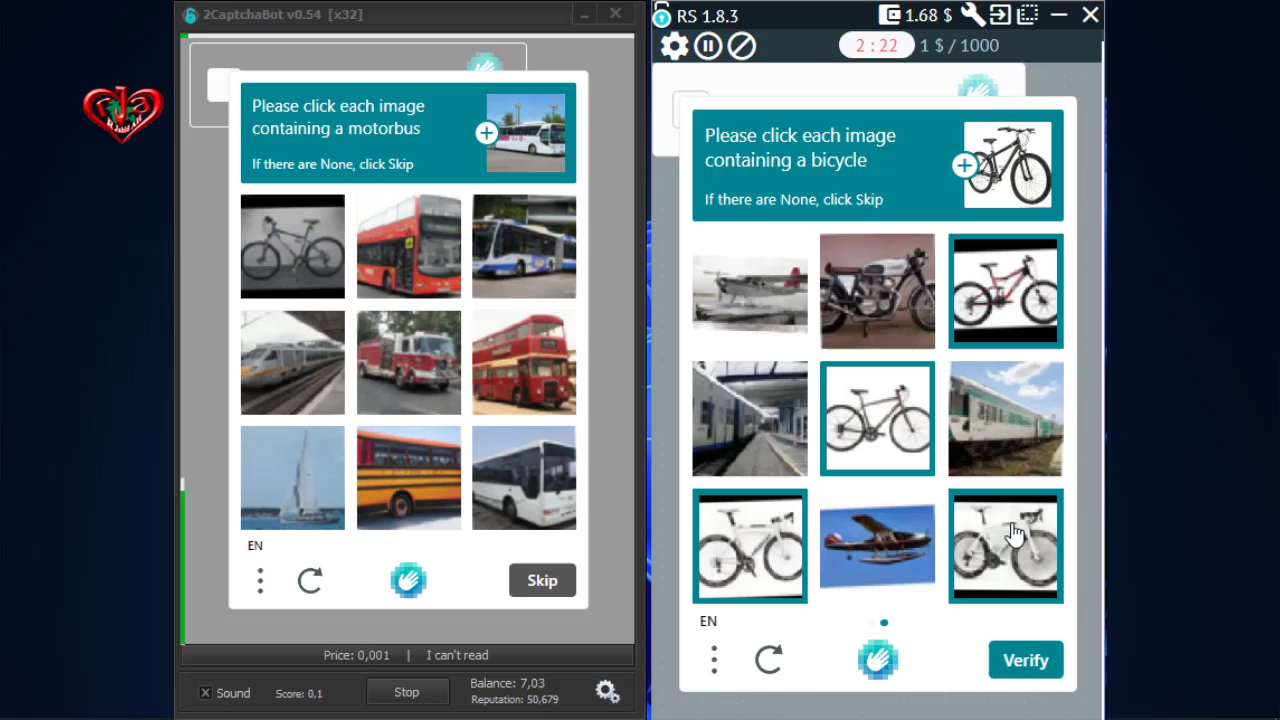 2CaptchaBot v0.54 [x32]
Please click each image
containing a motorbus
If there are None, click Skip
EN
Skip
Price: 0,001 | I can't read
Sound
Score: 0,1
Stop
Balance: 7,03
Reputation: 50,679
RS 1.8.3
1.68 $
2 : 22
1 $ / 1000
Please click each image
containing a bicycle
If there are None, click Skip
EN
Verify